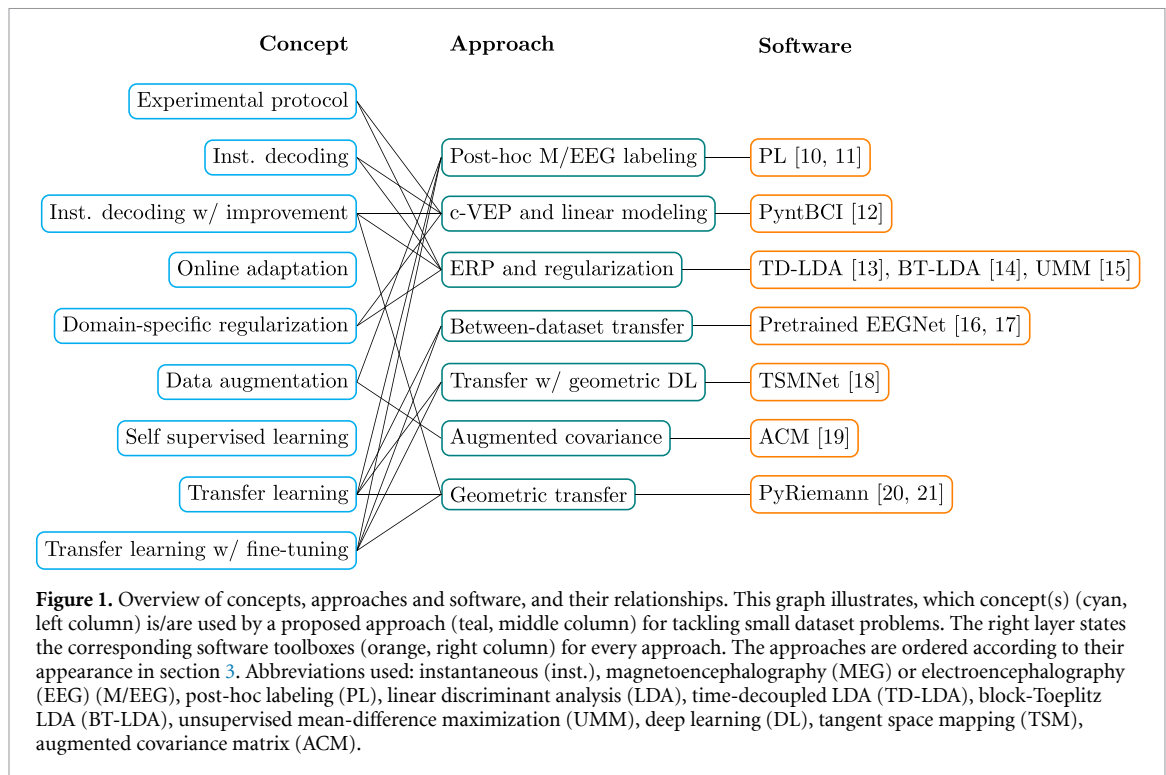 Concept Approach Software
Experimental protocol
Inst. decoding Post-hoc M/EEG labeling PL [10, 11]
Inst. decoding w/ improvement c-VEP and linear modeling PyntBCI [12]
Online adaptation ERP and regularization TD-LDA [13], BT-LDA [14], UMM [15]
Domain-specific regularization Between-dataset transfer Pretrained EEGNet [16, 17]
Data augmentation Transfer w/ geometric DL TSMNet [18]
Self supervised learning Augmented covariance ACM [19]
Transfer learning Geometric transfer PyRiemann [20, 21]
Transfer learning w/ fine-tuning
Figure 1. Overview of concepts, approaches and software, and their relationships. This graph illustrates, which concept(s) (cyan,
left column) is/are used by a proposed approach (teal, middle column) for tackling small dataset problems. The right layer states
the corresponding software toolboxes (orange, right column) for every approach. The approaches are ordered according to their
appearance in section 3. Abbreviations used: instantaneous (inst.), magnetoencephalography (MEG) or electroencephalography
(EEG) (M/EEG), post-hoc labeling (PL), linear discriminant analysis (LDA), time-decoupled LDA (TD-LDA), block-Toeplitz
LDA (BT-LDA), unsupervised mean-difference maximization (UMM), deep learning (DL), tangent space mapping (TSM),
augmented covariance matrix (ACM).